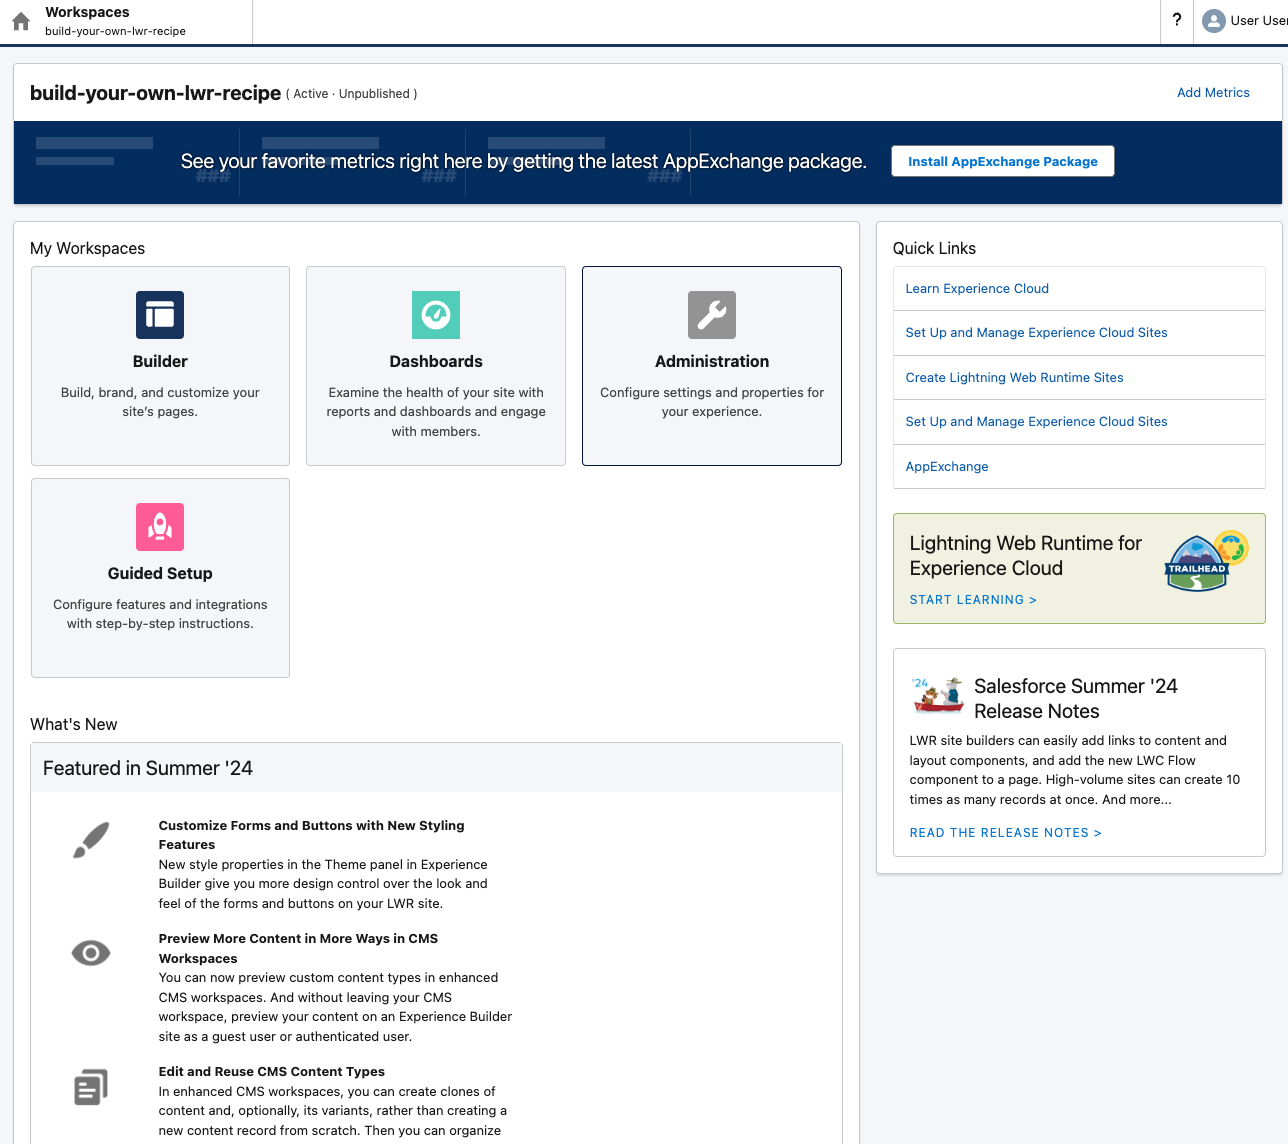 Workspaces
build-your-own-lwr-recipe
?
User User
build-your-own-lwr-recipe ( Active · Unpublished )
Add Metrics
See your favorite metrics right here by getting the latest AppExchange package.
Install AppExchange Package
###
###
###
My Workspaces
Builder
Build, brand, and customize your
site's pages.
Dashboards
Examine the health of your site with
reports and dashboards and engage
with members.
Administration
Configure settings and properties for
your experience.
Guided Setup
Configure features and integrations
with step-by-step instructions.
What's New
Featured in Summer '24
Customize Forms and Buttons with New Styling
Features
New style properties in the Theme panel in Experience
Builder give you more design control over the look and
feel of the forms and buttons on your LWR site.
Preview More Content in More Ways in CMS
Workspaces
You can now preview custom content types in enhanced
CMS workspaces. And without leaving your CMS
workspace, preview your content on an Experience Builder
site as a guest user or authenticated user.
Edit and Reuse CMS Content Types
In enhanced CMS workspaces, you can create clones of
content and, optionally, its variants, rather than creating a
new content record from scratch. Then you can organize
Quick Links
Learn Experience Cloud
Set Up and Manage Experience Cloud Sites
Create Lightning Web Runtime Sites
Set Up and Manage Experience Cloud Sites
AppExchange
Lightning Web Runtime for
Experience Cloud
START LEARNING >
TRAILHEAD
'24
Salesforce Summer '24
Release Notes
LWR site builders can easily add links to content and
layout components, and add the new LWC Flow
component to a page. High-volume sites can create 10
times as many records at once. And more...
READ THE RELEASE NOTES >